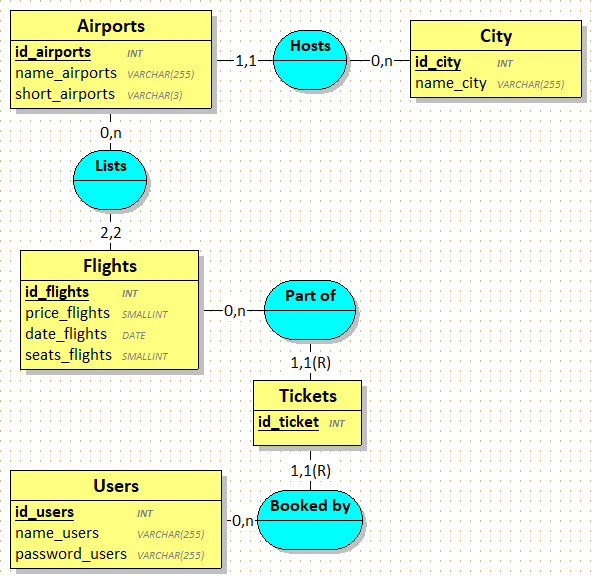 Airports
id_airports INT
name_airports VARCHAR(255)
short_airports VARCHAR(3)
1,1
Hosts
0,n
City
id_city INT
name_city VARCHAR(255)
0,n
Lists
2,2
Flights
id_flights INT
price_flights SMALLINT
date_flights DATE
seats_flights SMALLINT
0,n
Part of
1,1(R)
Tickets
id_ticket INT
1,1(R)
Booked by
0,n
Users
id_users INT
name_users VARCHAR(255)
password_users VARCHAR(255)